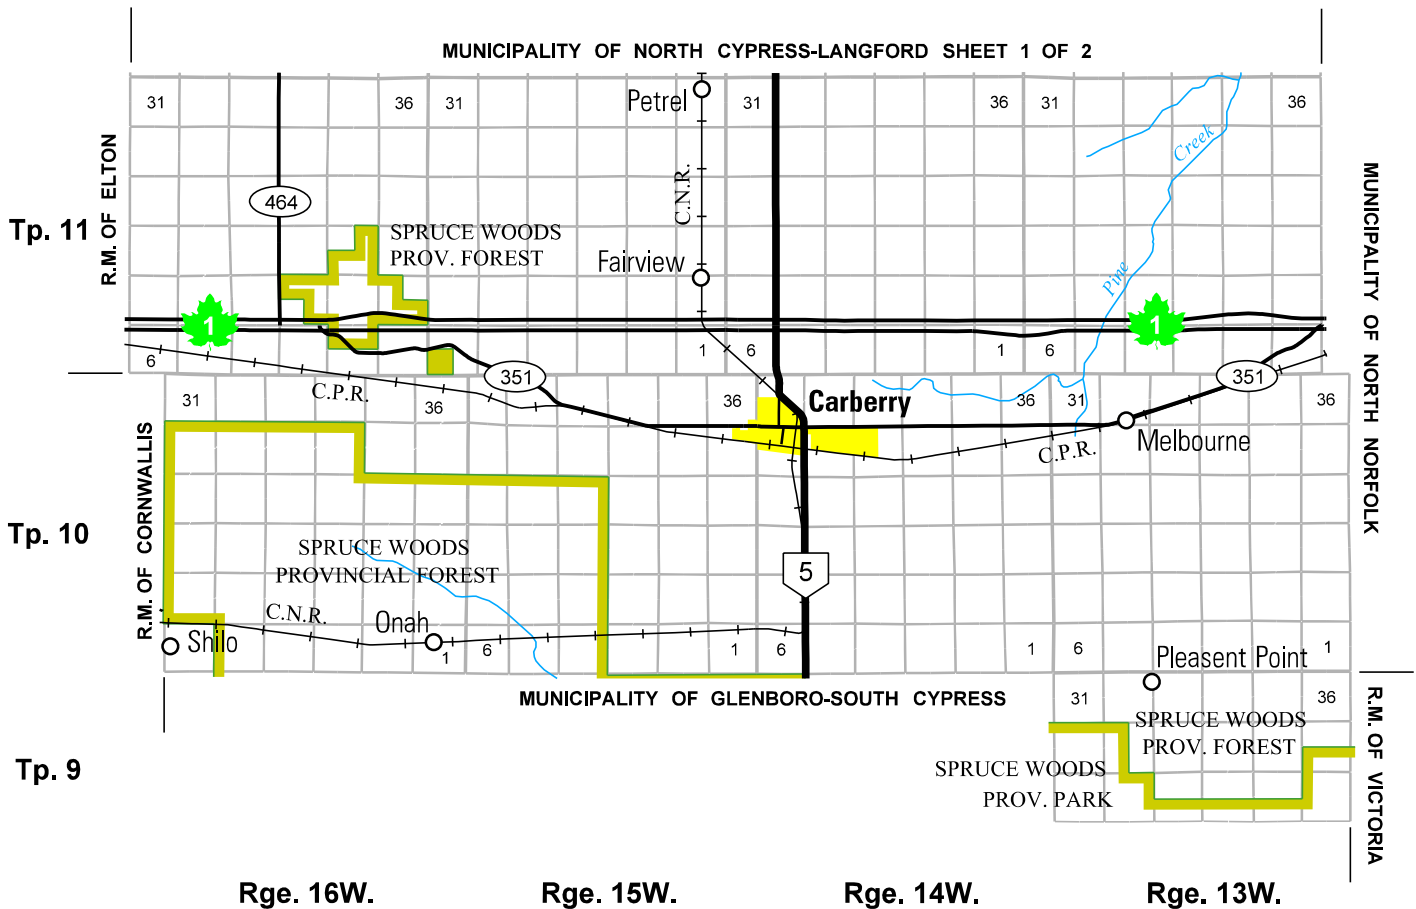 MUNICIPALITY OF NORTH CYPRESS-LANGFORD SHEET 1 OF 2
31
36
31
Petrel
31
36
31
36
R.M. OF ELTON
C.N.R.
Creek
MUNICIPALITY OF NORTH NORFOLK
464
Tp. 11
SPRUCE WOODS
PROV. FOREST
Fairview
Pine
1
1
6
1
6
1
6
351
351
C.P.R.
31
36
36
Carberry
36
31
36
Melbourne
C.P.R.
R.M. OF CORNWALLIS
Tp. 10
SPRUCE WOODS
PROVINCIAL FOREST
5
C.N.R.
Onah
Shilo
1
6
1
6
1
6
1
Pleasent Point
MUNICIPALITY OF GLENBORO-SOUTH CYPRESS
31
36
R.M. OF VICTORIA
SPRUCE WOODS
PROV. FOREST
Tp. 9
SPRUCE WOODS
PROV. PARK
Rge. 16W.
Rge. 15W.
Rge. 14W.
Rge. 13W.